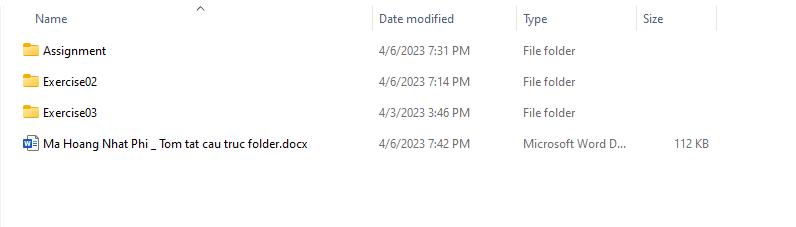 Name Date modified Type Size
Assignment 4/6/2023 7:31 PM File folder
Exercise02 4/6/2023 7:14 PM File folder
Exercise03 4/3/2023 3:46 PM File folder
Ma Hoang Nhat Phi _ Tom tat cau truc folder.docx 4/6/2023 7:42 PM Microsoft Word D... 112 KB